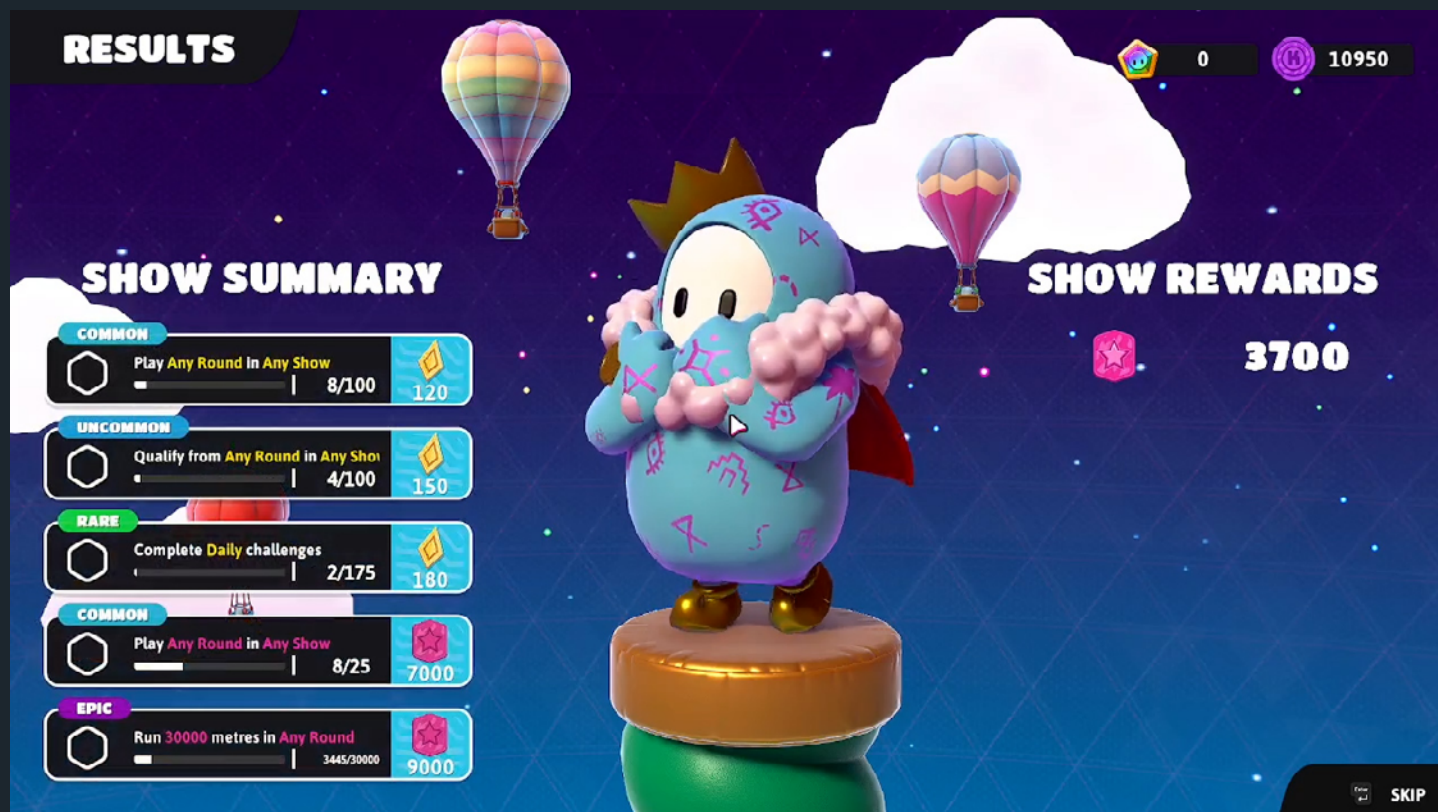 RESULTS
0
10950
SHOW SUMMARY
SHOW REWARDS
3700
COMMON
Play Any Round in Any Show
8/100
120
UNCOMMON
Qualify from Any Round in Any Sho
4/100
150
RARE
Complete Daily challenges
2/175
180
COMMON
Play Any Round in Any Show
8/25
7000
EPIC
Run 30000 metres in Any Round
3445/30000
9000
SKIP